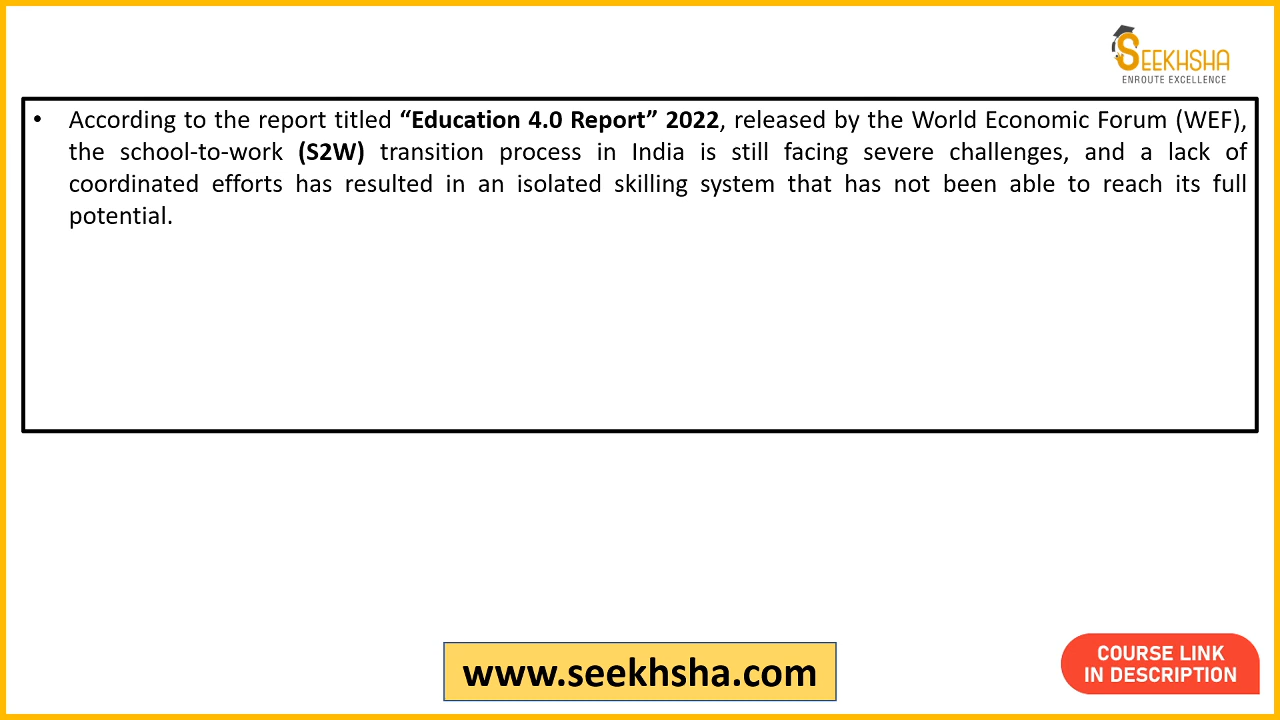 SEEKHSHA
ENROUTE EXCELLENCE
• According to the report titled “Education 4.0 Report” 2022, released by the World Economic Forum (WEF),
the school-to-work (S2W) transition process in India is still facing severe challenges, and a lack of
coordinated efforts has resulted in an isolated skilling system that has not been able to reach its full
potential.
www.seekhsha.com
COURSE LINK
IN DESCRIPTION